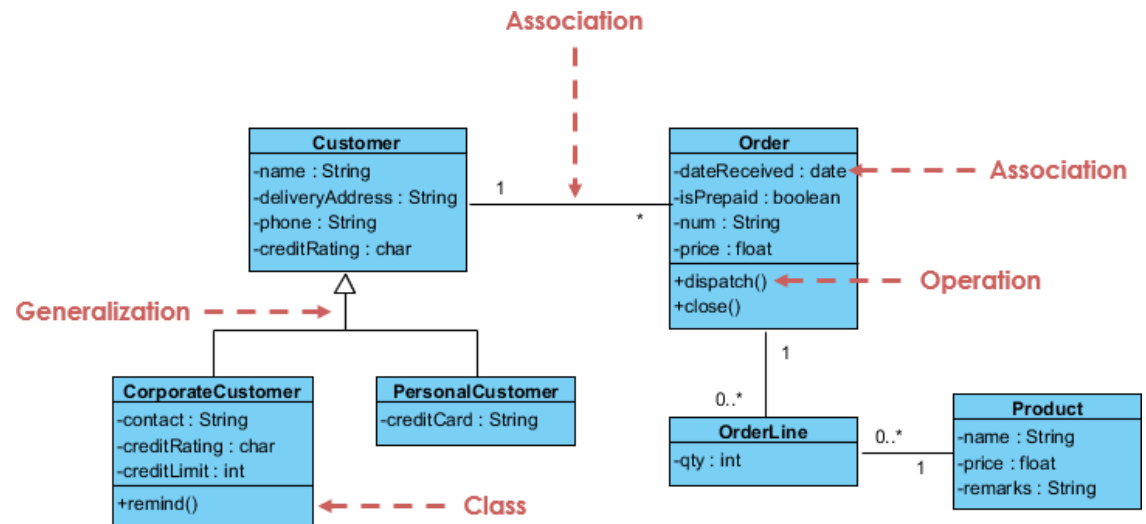 Association
Customer
-name : String
-deliveryAddress : String
-phone : String
-creditRating : char
1
*
Order
-dateReceived : date
-isPrepaid : boolean
-num : String
-price : float
+dispatch()
+close()
Association
Operation
Generalization
CorporateCustomer
-contact : String
-creditRating : char
-creditLimit : int
+remind()
Class
PersonalCustomer
-creditCard : String
1
0..*
OrderLine
-qty : int
0..*
1
Product
-name : String
-price : float
-remarks : String